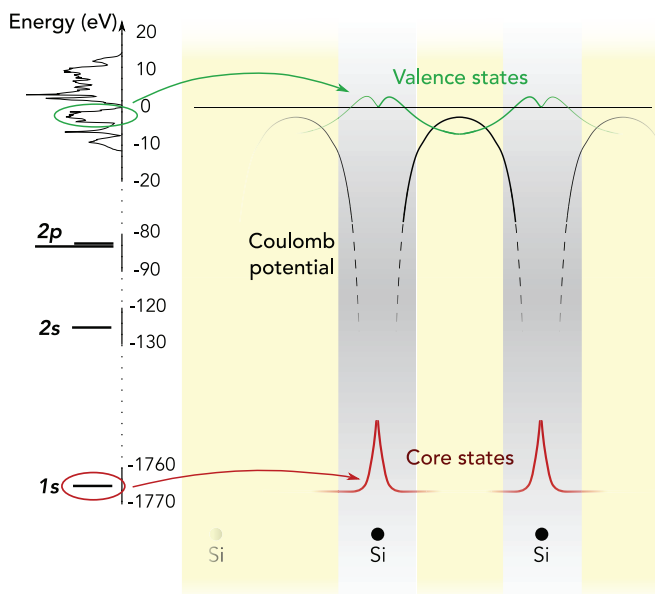 Energy (eV)
20
10
0
-10
-20
2p
-80
-90
2s
-120
-130
1s
-1760
-1770
Valence states
Coulomb
potential
Core states
Si
Si
Si